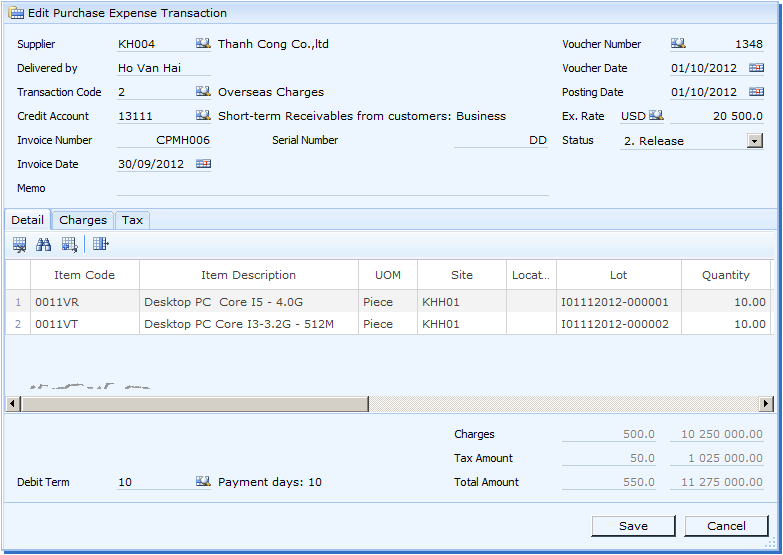 Edit Purchase Expense Transaction
Supplier KH004 Thanh Cong Co.,ltd Voucher Number 1348
Delivered by Ho Van Hai Voucher Date 01/10/2012
Transaction Code 2 Overseas Charges Posting Date 01/10/2012
Credit Account 13111 Short-term Receivables from customers: Business Ex. Rate USD 20 500.0
Invoice Number CPMH006 Serial Number DD Status 2. Release
Invoice Date 30/09/2012
Memo
Detail Charges Tax
Item Code Item Description UOM Site Locat... Lot Quantity
1 0011VR Desktop PC  Core I5 - 4.0G Piece KHH01 I01112012-000001 10.00
2 0011VT Desktop PC Core I3-3.2G - 512M Piece KHH01 I01112012-000002 10.00
Charges 500.0 10 250 000.00
Tax Amount 50.0 1 025 000.00
Debit Term 10 Payment days: 10 Total Amount 550.0 11 275 000.00
Save Cancel